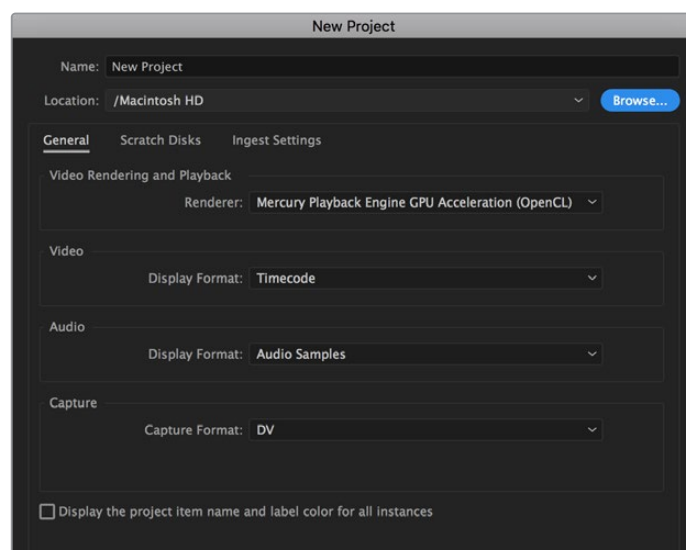 New Project
Name: New Project
Location: /Macintosh HD Browse...
General Scratch Disks Ingest Settings
Video Rendering and Playback
Renderer: Mercury Playback Engine GPU Acceleration (OpenCL)
Video
Display Format: Timecode
Audio
Display Format: Audio Samples
Capture
Capture Format: DV
Display the project item name and label color for all instances